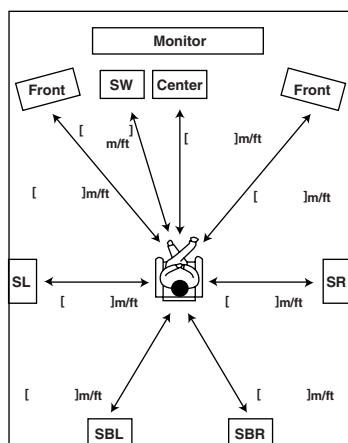 Monitor
Front
SW
Center
Front
[ ]
m/ft
[ ]m/ft
[ ]m/ft
[ ]m/ft
SL
SR
[ ]m/ft
[ ]m/ft
[ ]m/ft
[ ]m/ft
SBL
SBR